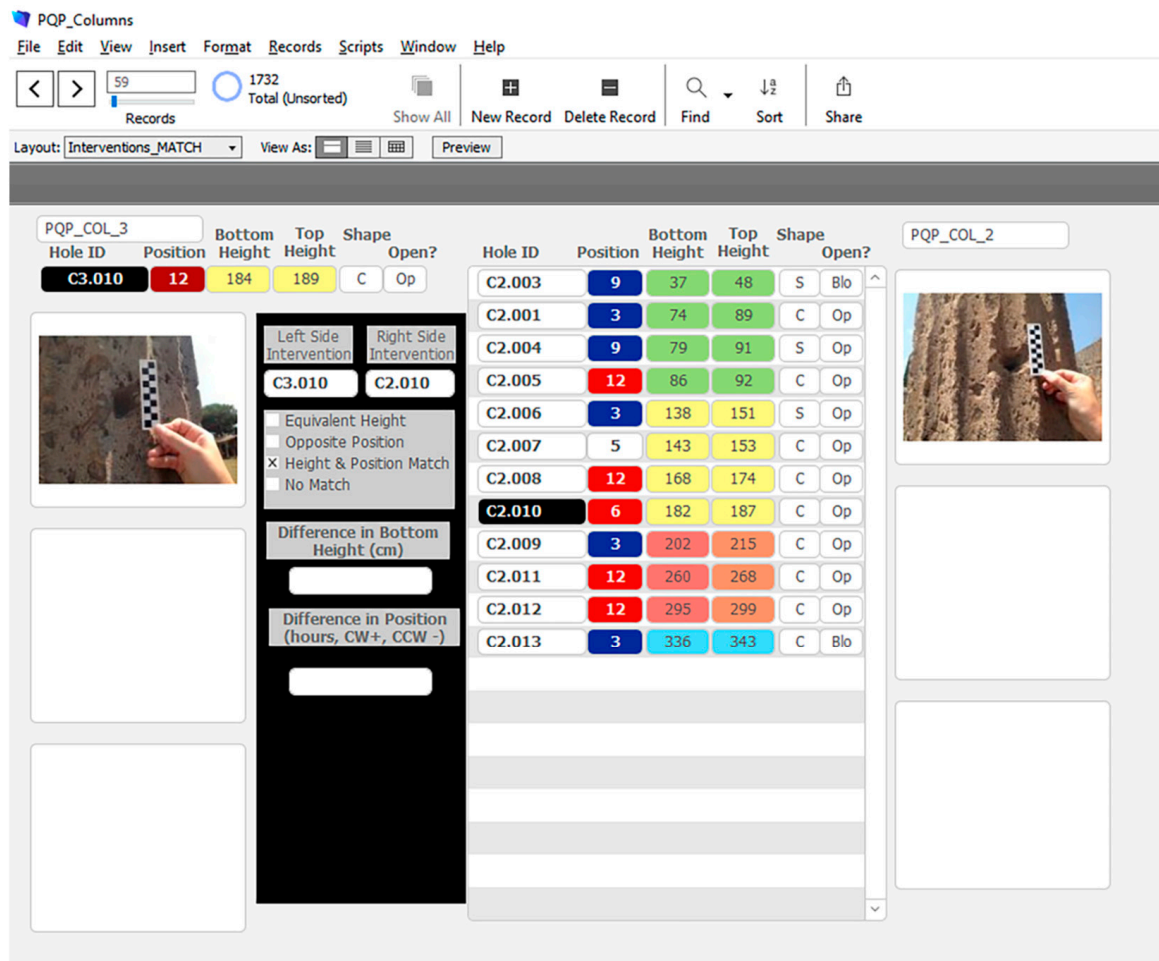 PQP_Columns
File Edit View Insert Format Records Scripts Window Help
59
Records
1732
Total (Unsorted)
Show All
New Record
Delete Record
Find
Sort
Share
Layout: Interventions_MATCH View As: Preview
PQP_COL_3
Hole ID Position Bottom Height Top Height Shape Open?
C3.010 12 184 189 C Op
Left Side Intervention
Right Side Intervention
C3.010 C2.010
Equivalent Height
Opposite Position
X Height & Position Match
No Match
Difference in Bottom
Height (cm)
Difference in Position
(hours, CW+, CCW -)
Hole ID Position Bottom Height Top Height Shape Open?
C2.003 9 37 48 S Blo
C2.001 3 74 89 C Op
C2.004 9 79 91 S Op
C2.005 12 86 92 C Op
C2.006 3 138 151 S Op
C2.007 5 143 153 C Op
C2.008 12 168 174 C Op
C2.010 6 182 187 C Op
C2.009 3 202 215 C Op
C2.011 12 260 268 C Op
C2.012 12 295 299 C Op
C2.013 3 336 343 C Blo
PQP_COL_2